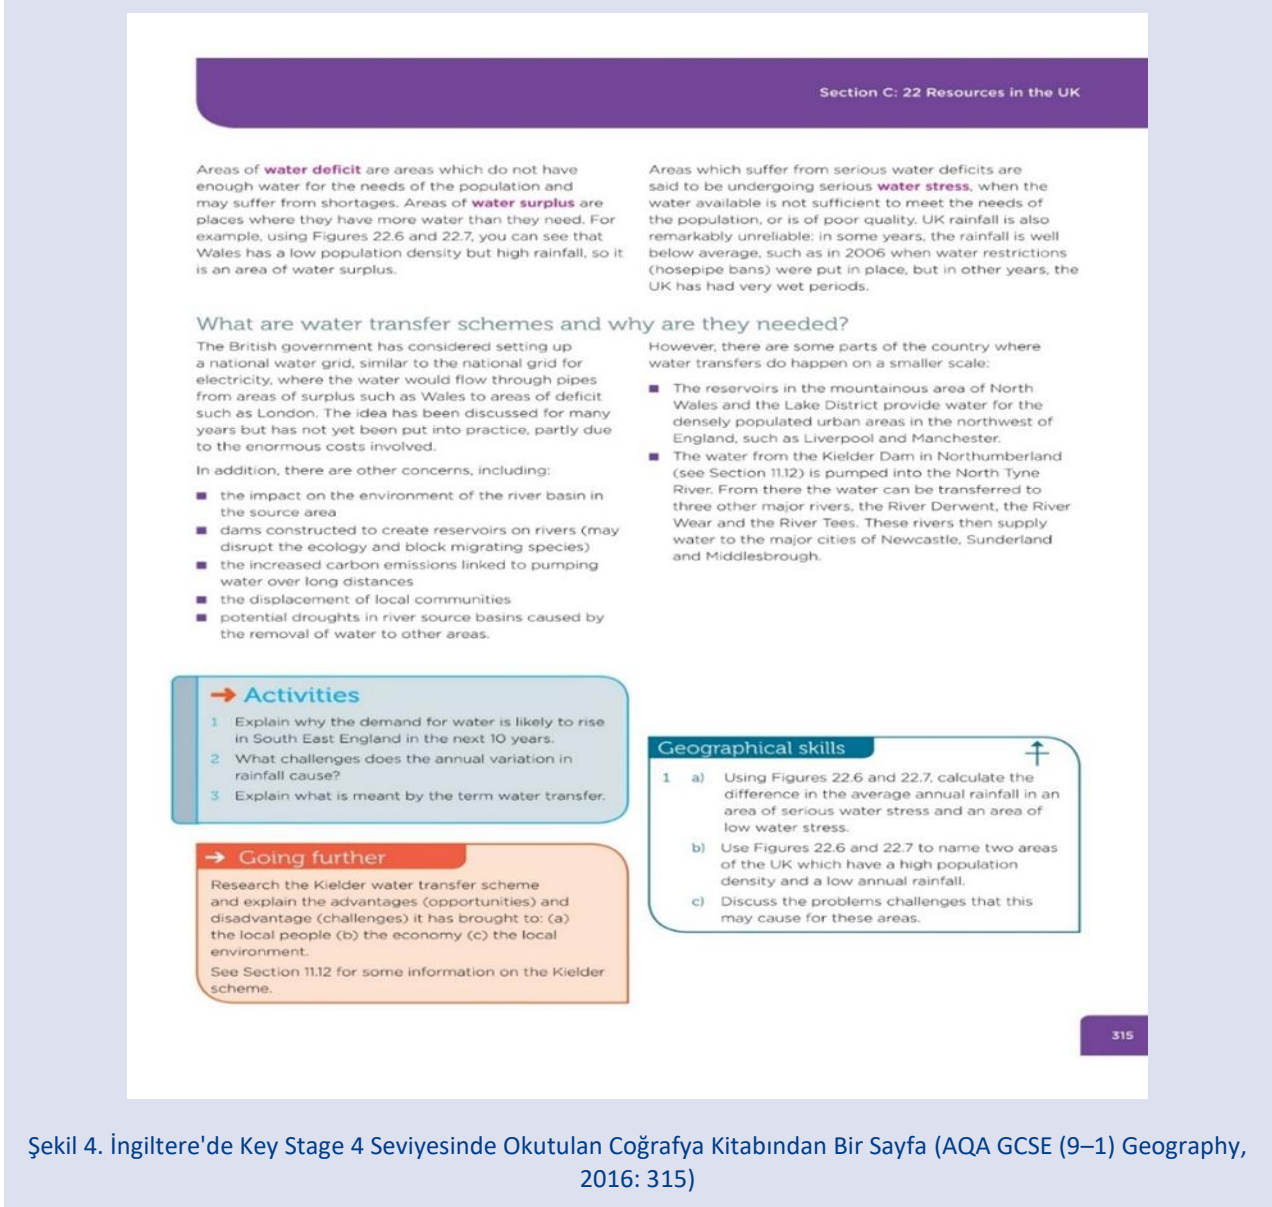 Section C: 22 Resources in the UK
Areas of water deficit are areas which do not have
enough water for the needs of the population and
may suffer from shortages. Areas of water surplus are
places where they have more water than they need. For
example, using Figures 22.6 and 22.7, you can see that
Wales has a low population density but high rainfall, so it
is an area of water surplus.
Areas which suffer from serious water deficits are
said to be undergoing serious water stress, when the
water available is not sufficient to meet the needs of
the population, or is of poor quality. UK rainfall is also
remarkably unreliable: in some years, the rainfall is well
below average, such as in 2006 when water restrictions
(hosepipe bans) were put in place, but in other years, the
UK has had very wet periods.
What are water transfer schemes and why are they needed?
The British government has considered setting up
a national water grid, similar to the national grid for
electricity, where the water would flow through pipes
from areas of surplus such as Wales to areas of deficit
such as London. The idea has been discussed for many
years but has not yet been put into practice, partly due
to the enormous costs involved.
In addition, there are other concerns, including:
■ the impact on the environment of the river basin in
the source area
■ dams constructed to create reservoirs on rivers (may
disrupt the ecology and block migrating species)
■ the increased carbon emissions linked to pumping
water over long distances
■ the displacement of local communities
■ potential droughts in river source basins caused by
the removal of water to other areas.
However, there are some parts of the country where
water transfers do happen on a smaller scale:
■ The reservoirs in the mountainous area of North
Wales and the Lake District provide water for the
densely populated urban areas in the northwest of
England, such as Liverpool and Manchester.
■ The water from the Kielder Dam in Northumberland
(see Section 11.12) is pumped into the North Tyne
River. From there the water can be transferred to
three other major rivers, the River Derwent, the River
Wear and the River Tees. These rivers then supply
water to the major cities of Newcastle, Sunderland
and Middlesbrough.
→ Activities
1 Explain why the demand for water is likely to rise
in South East England in the next 10 years.
2 What challenges does the annual variation in
rainfall cause?
3 Explain what is meant by the term water transfer.
→ Going further
Research the Kielder water transfer scheme
and explain the advantages (opportunities) and
disadvantage (challenges) it has brought to: (a)
the local people (b) the economy (c) the local
environment.
See Section 11.12 for some information on the Kielder
scheme.
Geographical skills
1 a) Using Figures 22.6 and 22.7, calculate the
difference in the average annual rainfall in an
area of serious water stress and an area of
low water stress.
b) Use Figures 22.6 and 22.7 to name two areas
of the UK which have a high population
density and a low annual rainfall.
c) Discuss the problems challenges that this
may cause for these areas.
315
Şekil 4. İngiltere'de Key Stage 4 Seviyesinde Okutulan Coğrafya Kitabından Bir Sayfa (AQA GCSE (9–1) Geography,
2016: 315)